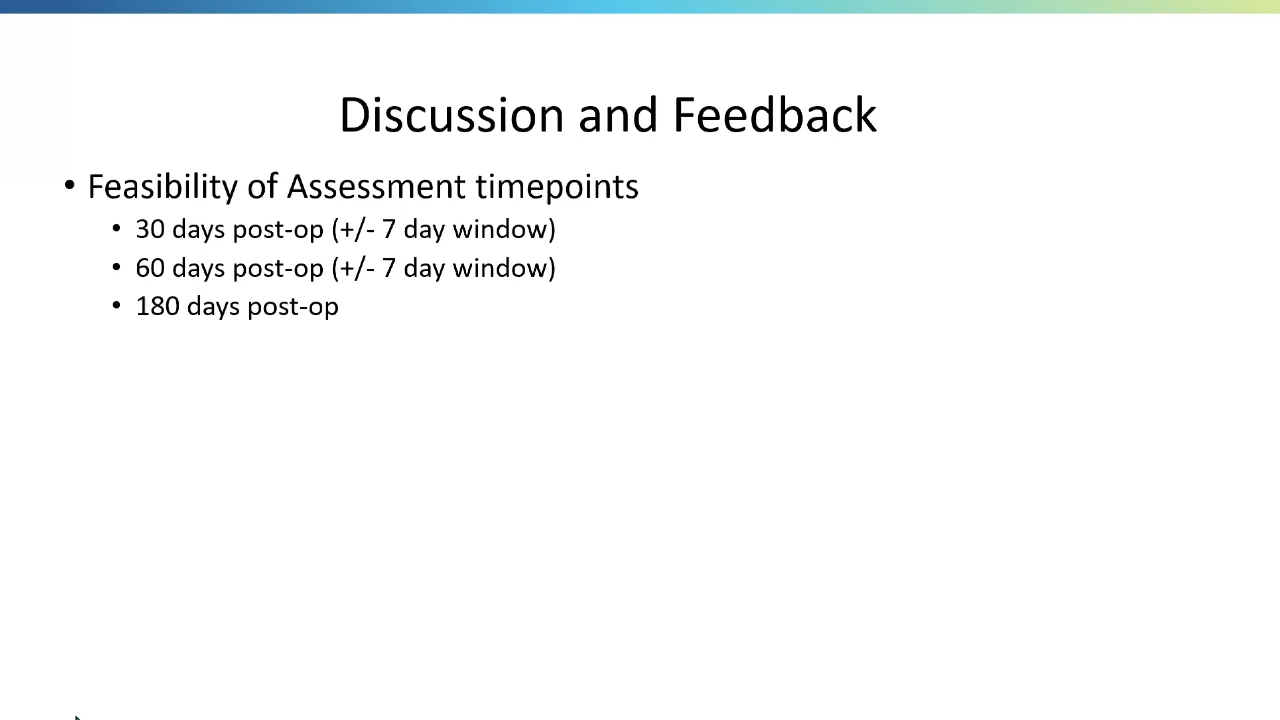 Discussion and Feedback
• Feasibility of Assessment timepoints
• 30 days post-op (+/- 7 day window)
• 60 days post-op (+/- 7 day window)
• 180 days post-op